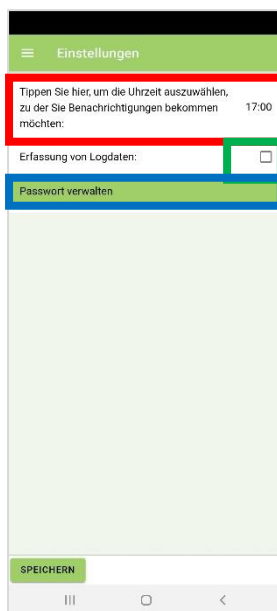 Einstellungen
Tippen Sie hier, um die Uhrzeit auszuwählen,
zu der Sie Benachrichtigungen bekommen 17:00
möchten:
Erfassung von Logdaten:
Passwort verwalten
SPEICHERN